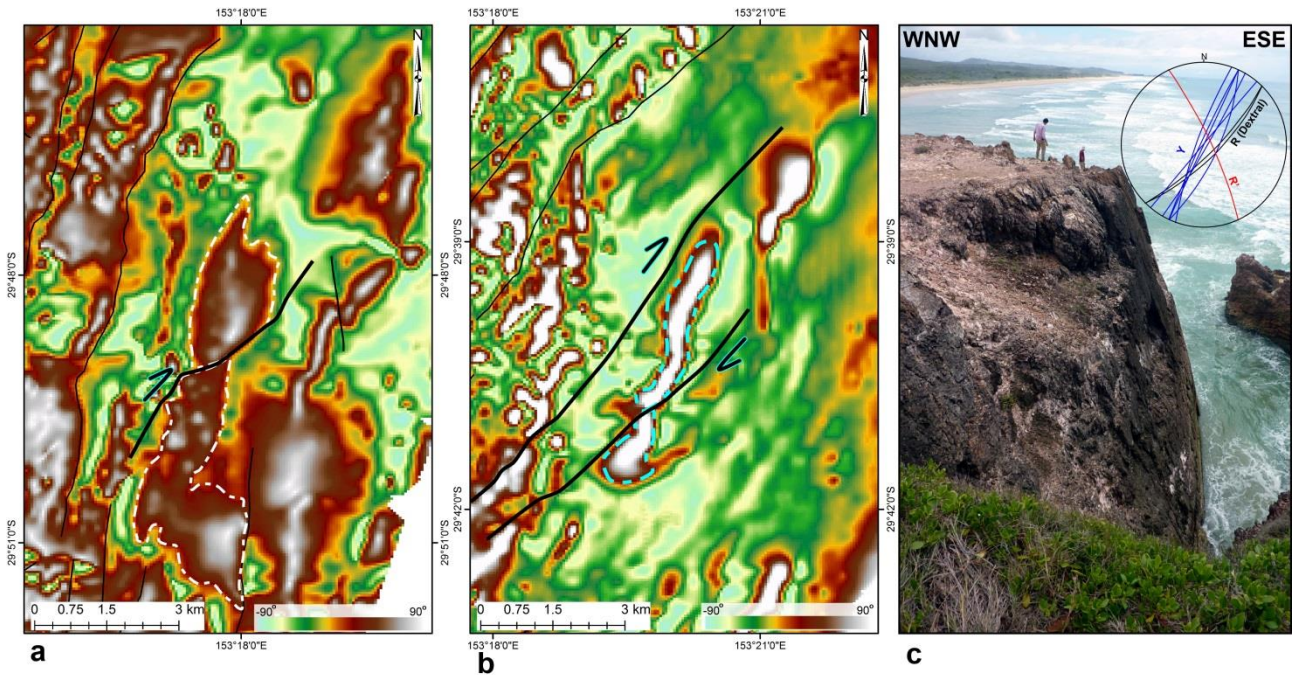 153°18'0"E
153°18'0"E
153°21'0"E
N
N
WNW
ESE
N
Y
R (Dextral)
R'
29°48'0"S
29°51'0"S
29°39'0"S
29°42'0"S
29°39'0"S
29°42'0"S
29°48'0"S
29°51'0"S
0 0.75 1.5 3 km
-90° 90°
0 0.75 1.5 3 km
-90° 90°
153°18'0"E
153°18'0"E
153°21'0"E
a
b
c